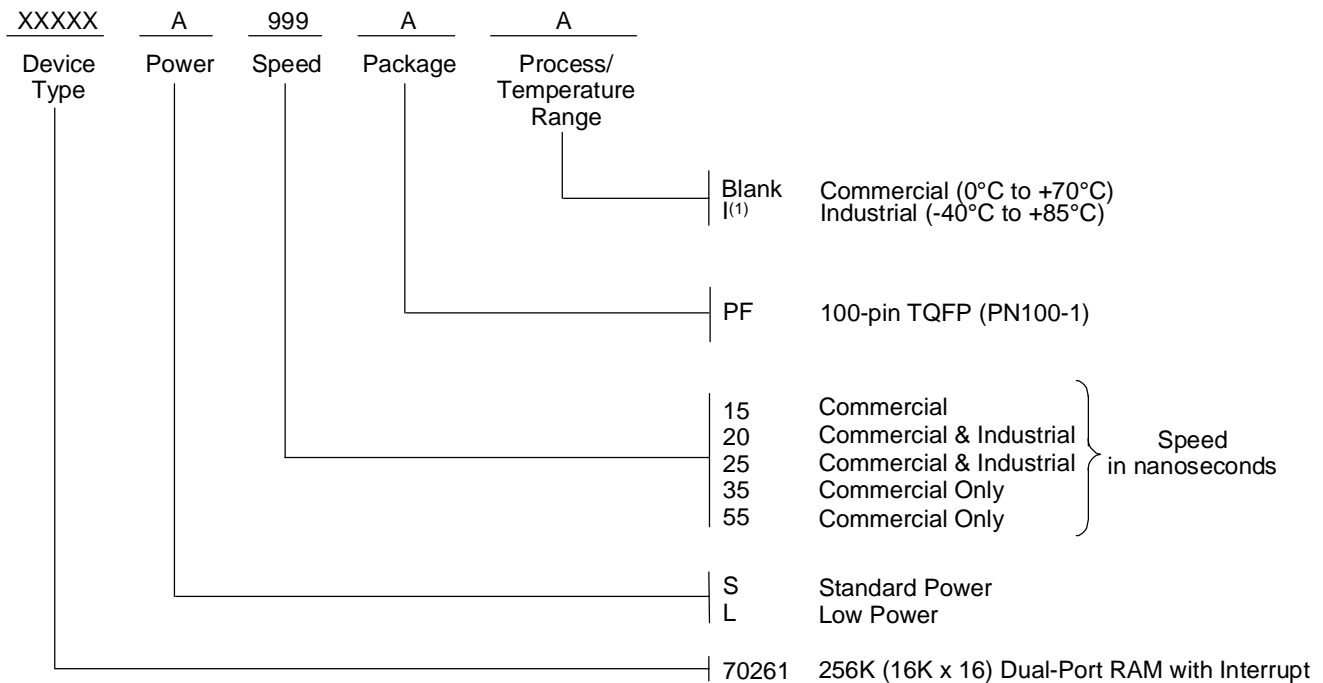 XXXXX A 999 A A
Device Type Power Speed Package Process/ Temperature Range
Blank Commercial (0°C to +70°C)
I(1) Industrial (-40°C to +85°C)
PF 100-pin TQFP (PN100-1)
15 Commercial
20 Commercial & Industrial
25 Commercial & Industrial
35 Commercial Only
55 Commercial Only
Speed
in nanoseconds
S Standard Power
L Low Power
70261 256K (16K x 16) Dual-Port RAM with Interrupt